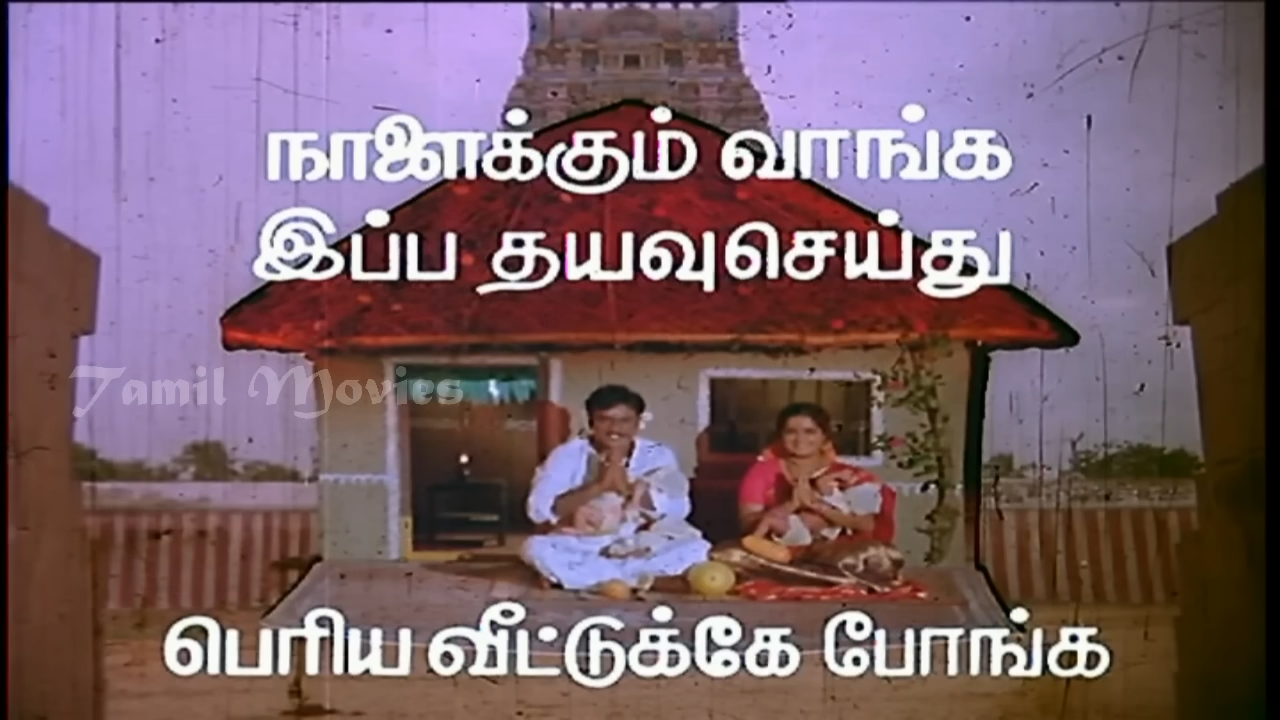 நாளைக்கும் வாங்க
இப்ப தயவுசெய்து
Tamil Movies
பெரிய வீட்டுக்கே போங்க